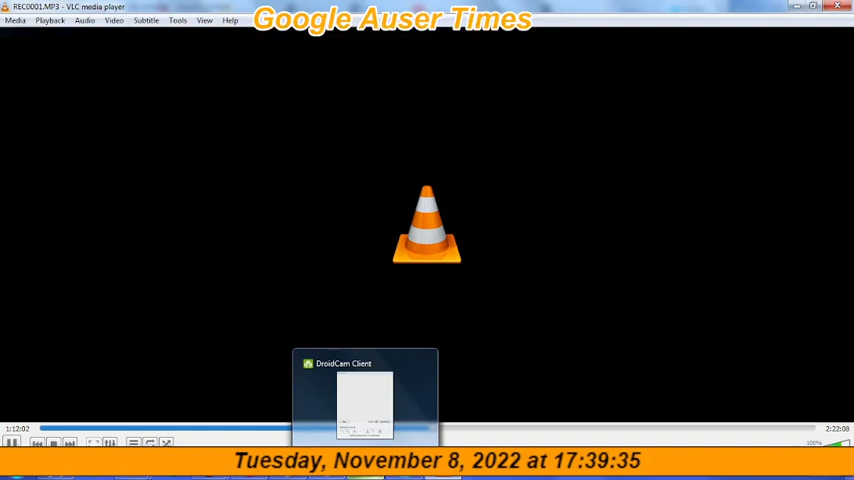 REC0001.MP3 - VLC media player
Google Auser Times
Media Playback Audio Video Subtitle Tools View Help
DroidCam Client
1:12:02
2:22:08
100%
Tuesday, November 8, 2022 at 17:39:35